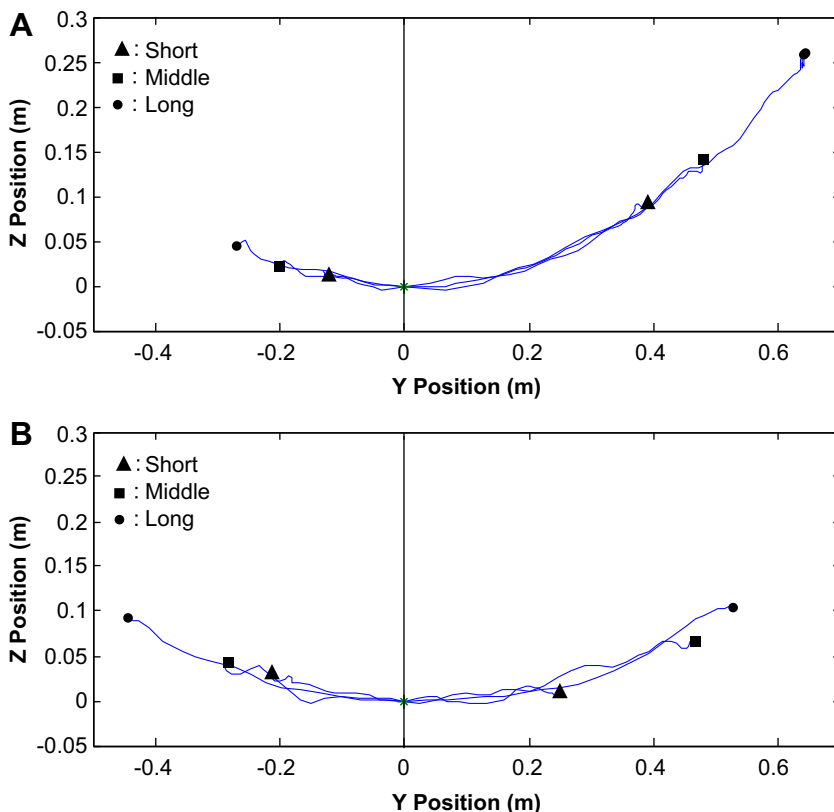 A
0.3
0.25
0.2
0.15
0.1
0.05
0
-0.05
Z Position (m)
▲: Short
■: Middle
●: Long
-0.4 -0.2 0 0.2 0.4 0.6
Y Position (m)
B
0.3
0.25
0.2
0.15
0.1
0.05
0
-0.05
Z Position (m)
▲: Short
■: Middle
●: Long
-0.4 -0.2 0 0.2 0.4 0.6
Y Position (m)